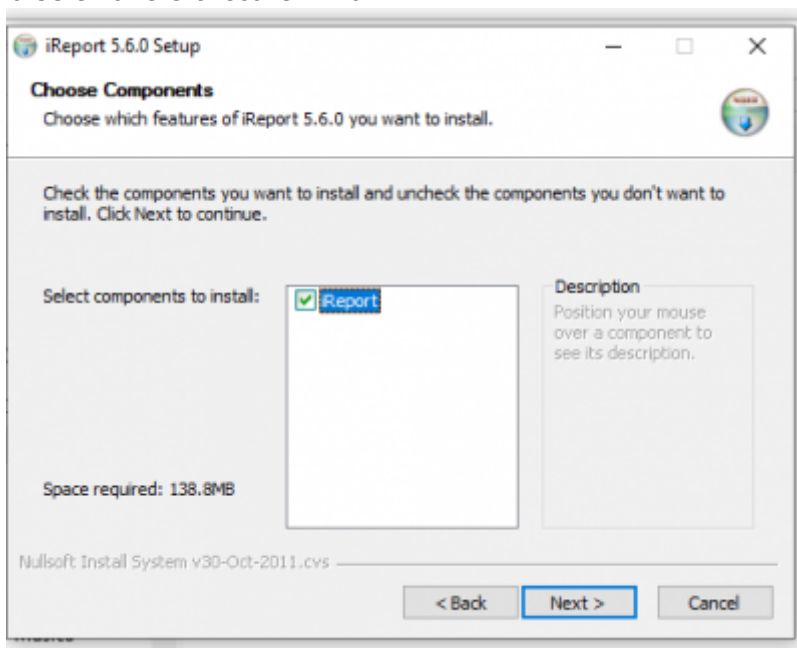 iReport 5.6.0 Setup
Choose Components
Choose which features of iReport 5.6.0 you want to install.
Check the components you want to install and uncheck the components you don't want to
install. Click Next to continue.
Select components to install:
iReport
Description
Position your mouse
over a component to
see its description.
Space required: 138.8MB
Nullsoft Install System v30-Oct-2011.cvs
< Back
Next >
Cancel